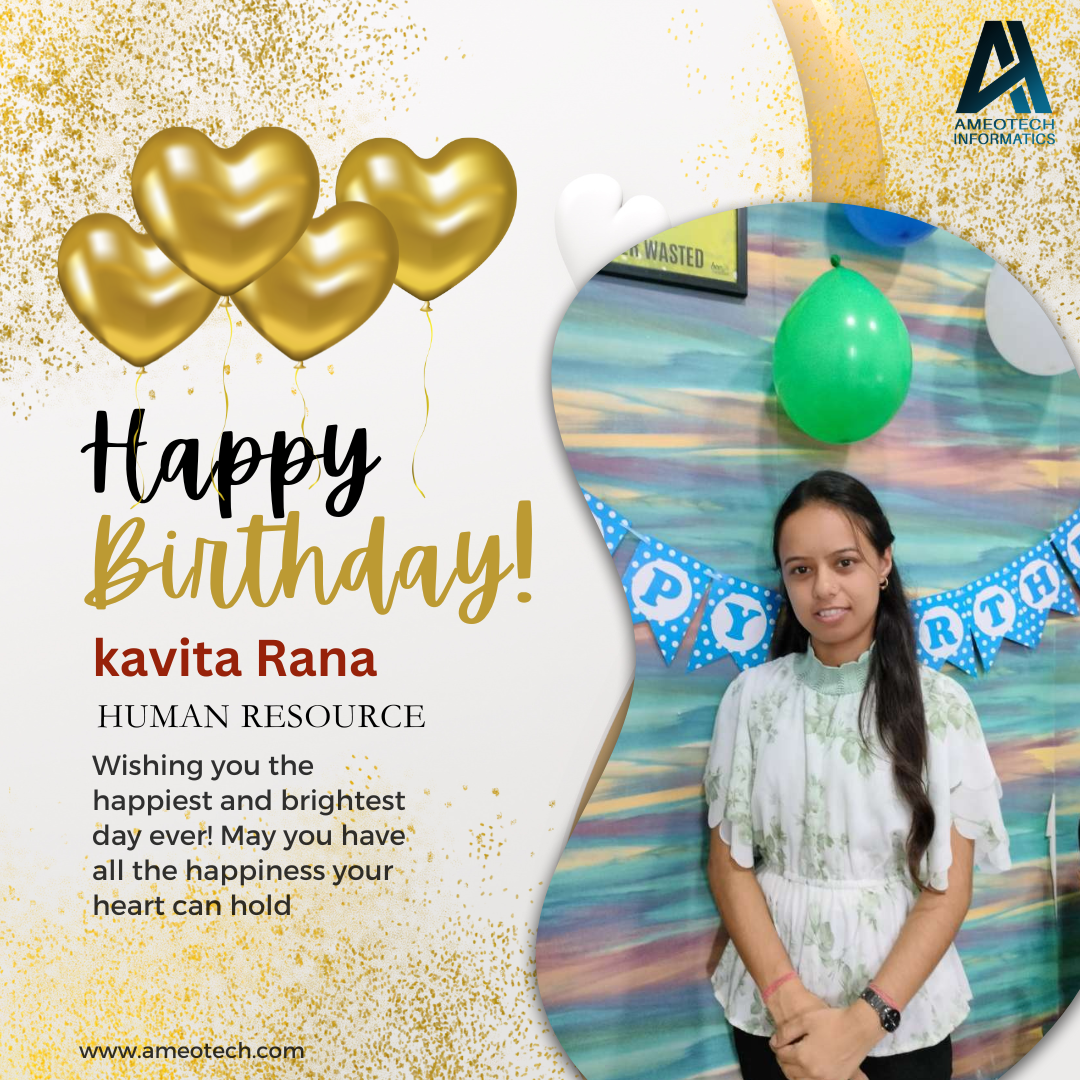 AMEOTECH
INFORMATICS
WASTED
Happy
Birthday!
kavita Rana
HUMAN RESOURCE
Wishing you the
happiest and brightest
day ever! May you have
all the happiness your
heart can hold
P Y
R T H
www.ameotech.com